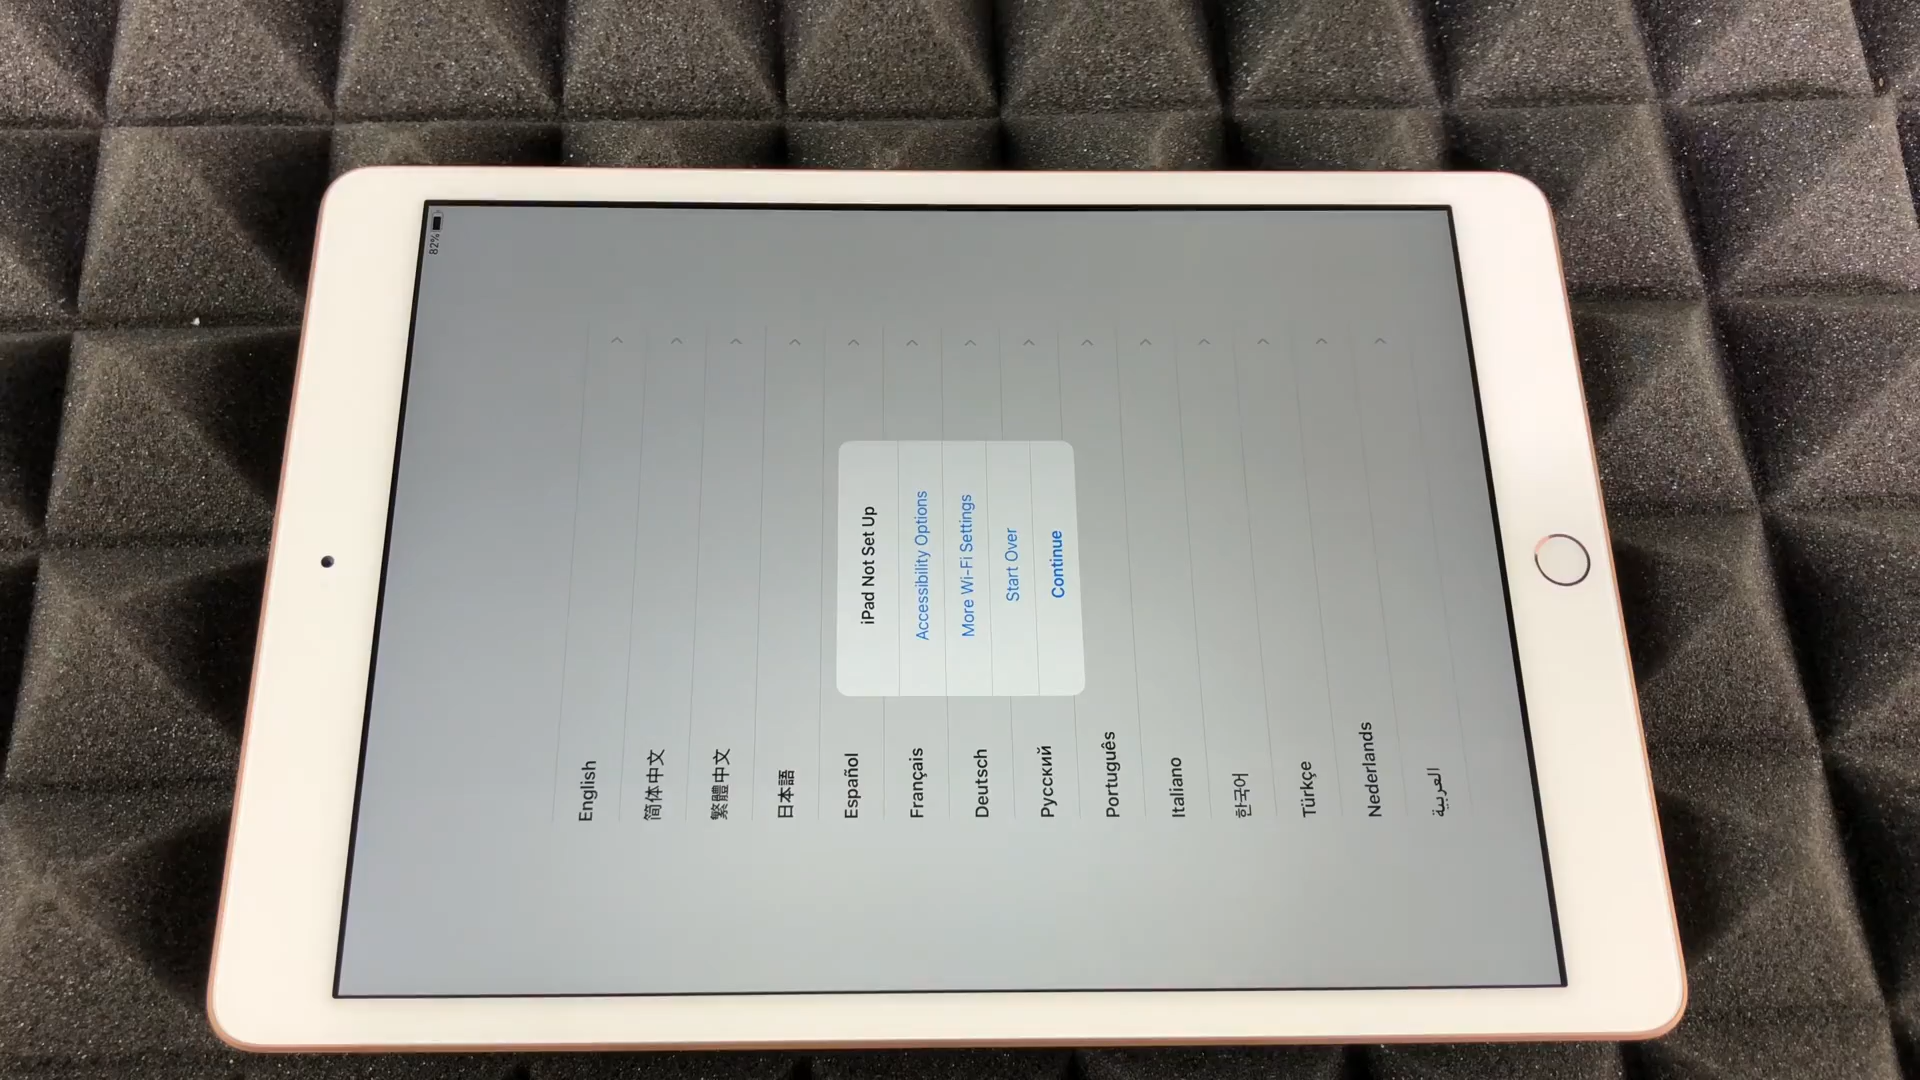 82%
iPad Not Set Up
Accessibility Options
More Wi-Fi Settings
Start Over
Continue
English
简体中文
繁體中文
日本語
Español
Français
Deutsch
Русский
Português
Italiano
한국어
Türkçe
Nederlands
العربية